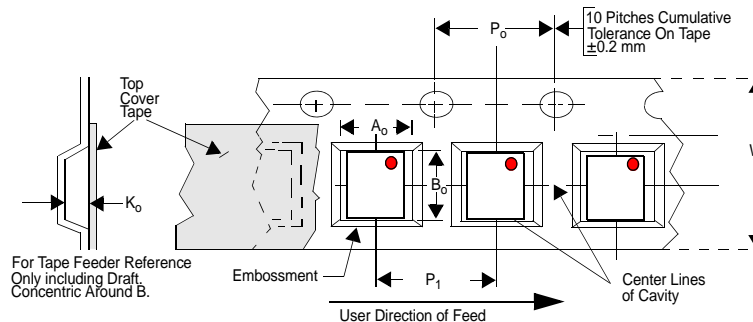 10 Pitches Cumulative
Tolerance On Tape
±0.2 mm
Po
Top
Cover
Tape
Ao
Bo
Ko
For Tape Feeder Reference
Only including Draft.
Concentric Around B.
Embossment
P1
Center Lines
of Cavity
User Direction of Feed